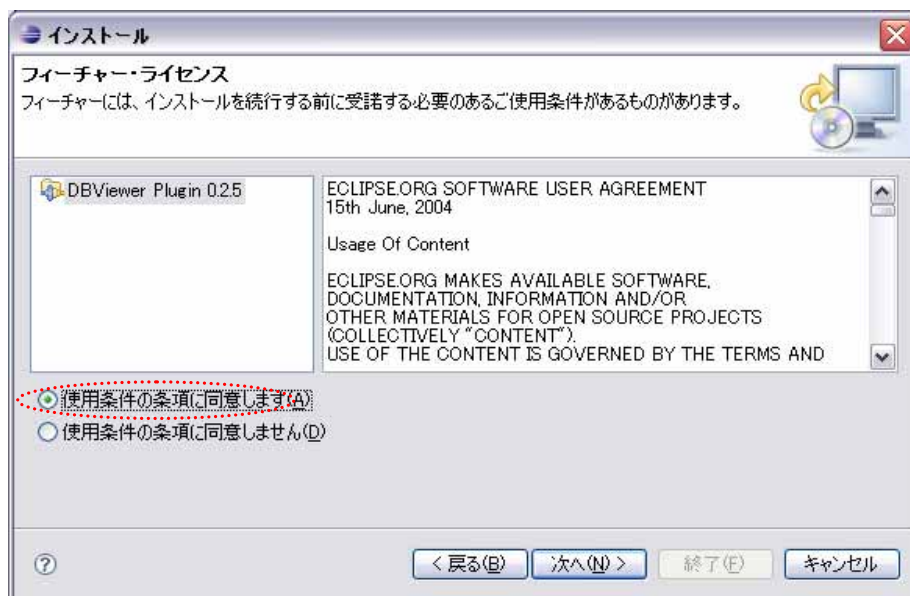 インストール
フィーチャー・ライセンス
フィーチャーには、インストールを続行する前に受諾する必要のあるご使用条件があるものがあります。
DBViewer Plugin 0.2.5
ECLIPSE.ORG SOFTWARE USER AGREEMENT
15th June, 2004
Usage Of Content
ECLIPSE.ORG MAKES AVAILABLE SOFTWARE,
DOCUMENTATION, INFORMATION AND/OR
OTHER MATERIALS FOR OPEN SOURCE PROJECTS
(COLLECTIVELY "CONTENT").
USE OF THE CONTENT IS GOVERNED BY THE TERMS AND
使用条件の条項に同意します(A)
使用条件の条項に同意しません(D)
< 戻る(B)
次へ(N) >
終了(F)
キャンセル